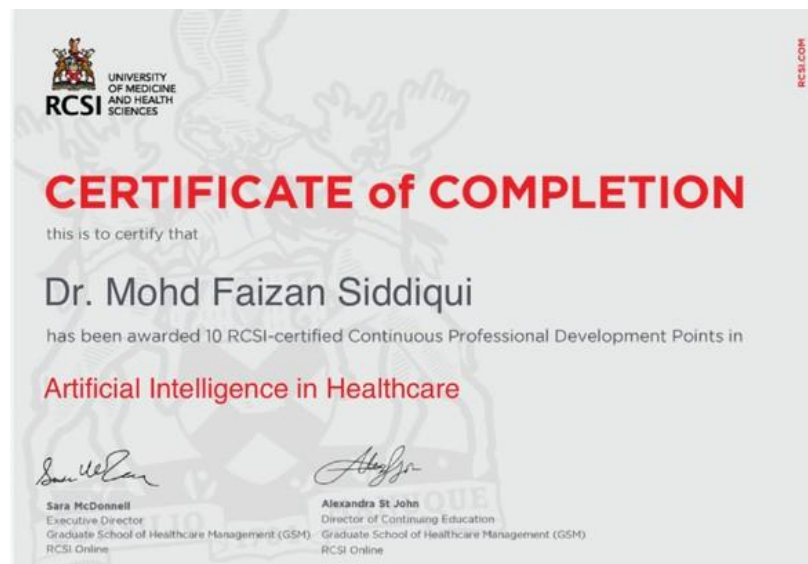 RCSI
UNIVERSITY
OF MEDICINE
AND HEALTH
SCIENCES
RCSI.COM
CERTIFICATE of COMPLETION
this is to certify that
Dr. Mohd Faizan Siddiqui
has been awarded 10 RCSI-certified Continuous Professional Development Points in
Artificial Intelligence in Healthcare
Sara McDonnell
Executive Director
Graduate School of Healthcare Management (GSM)
RCSI Online
Alexandra St John
Director of Continuing Education
Graduate School of Healthcare Management (GSM)
RCSI Online